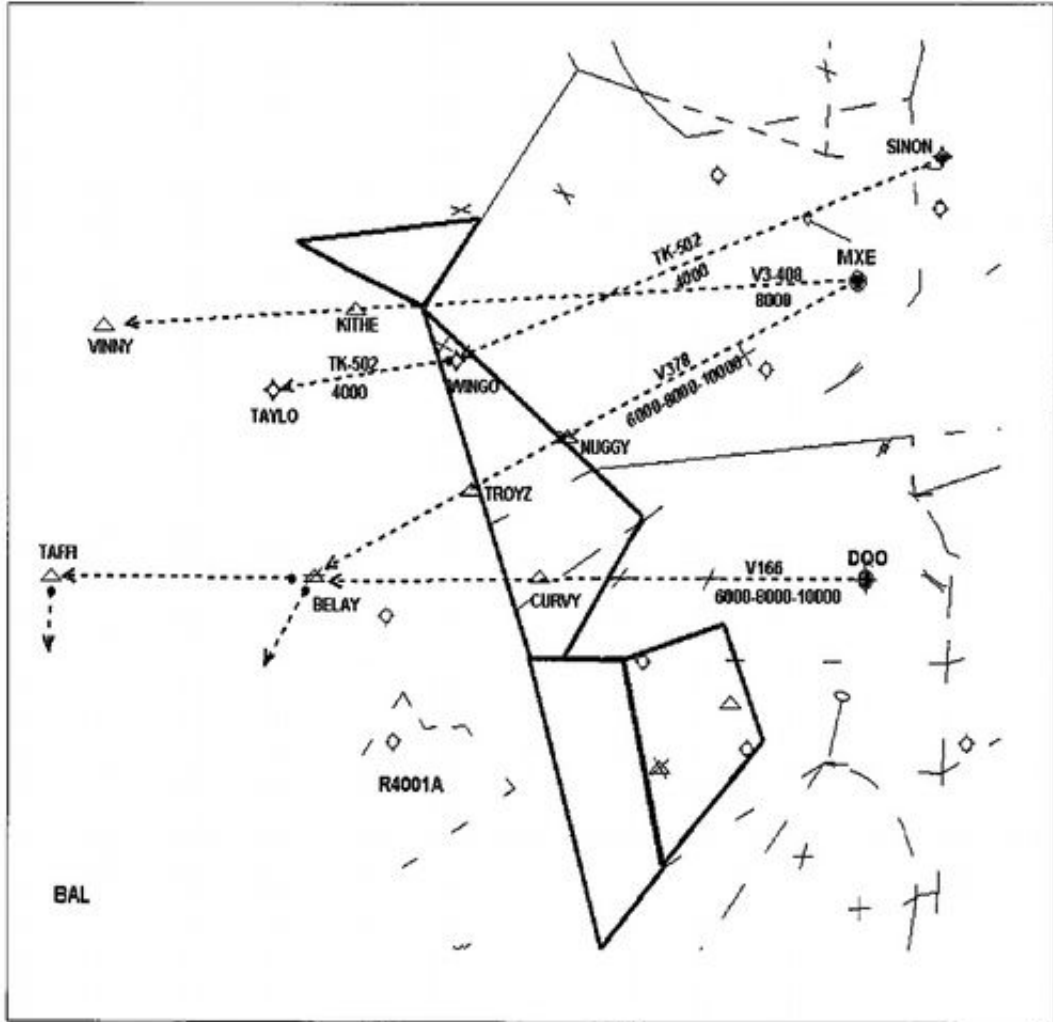 SINON
TK-502
4000
MXE
V3-408
8000
KITHE
VINNY
TK-502
4000
WINGO
TAYLO
V378
6000-8000-10000
NUGGY
TROYZ
TAFFI
DQO
V166
6000-8000-10000
BELAY
CURVY
R4001A
BAL